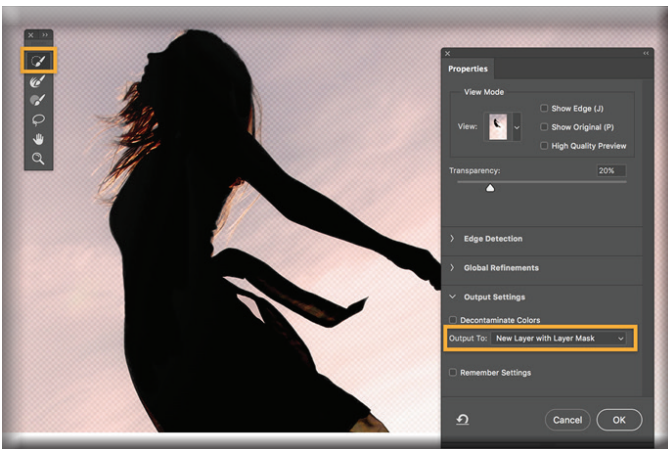 Properties
View Mode
Show Edge (J)
View:
Show Original (P)
High Quality Preview
Transparency:
20%
Edge Detection
Global Refinements
Output Settings
Decontaminate Colors
Output To: New Layer with Layer Mask
Remember Settings
Cancel
OK